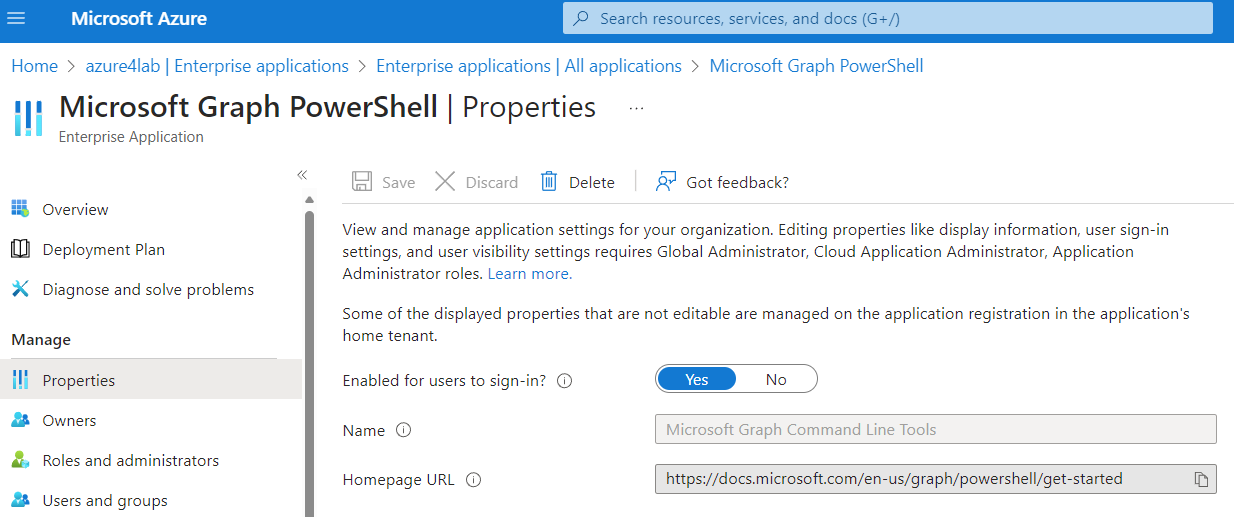 Microsoft Azure
Search resources, services, and docs (G+/)
Home > azure4lab | Enterprise applications > Enterprise applications | All applications > Microsoft Graph PowerShell
Microsoft Graph PowerShell | Properties ...
Enterprise Application
«
Save Discard Delete | Got feedback?
Overview
Deployment Plan
Diagnose and solve problems
Manage
Properties
Owners
Roles and administrators
Users and groups
View and manage application settings for your organization. Editing properties like display information, user sign-in
settings, and user visibility settings requires Global Administrator, Cloud Application Administrator, Application
Administrator roles. Learn more.
Some of the displayed properties that are not editable are managed on the application registration in the application's
home tenant.
Enabled for users to sign-in? Yes No
Name Microsoft Graph Command Line Tools
Homepage URL https://docs.microsoft.com/en-us/graph/powershell/get-started